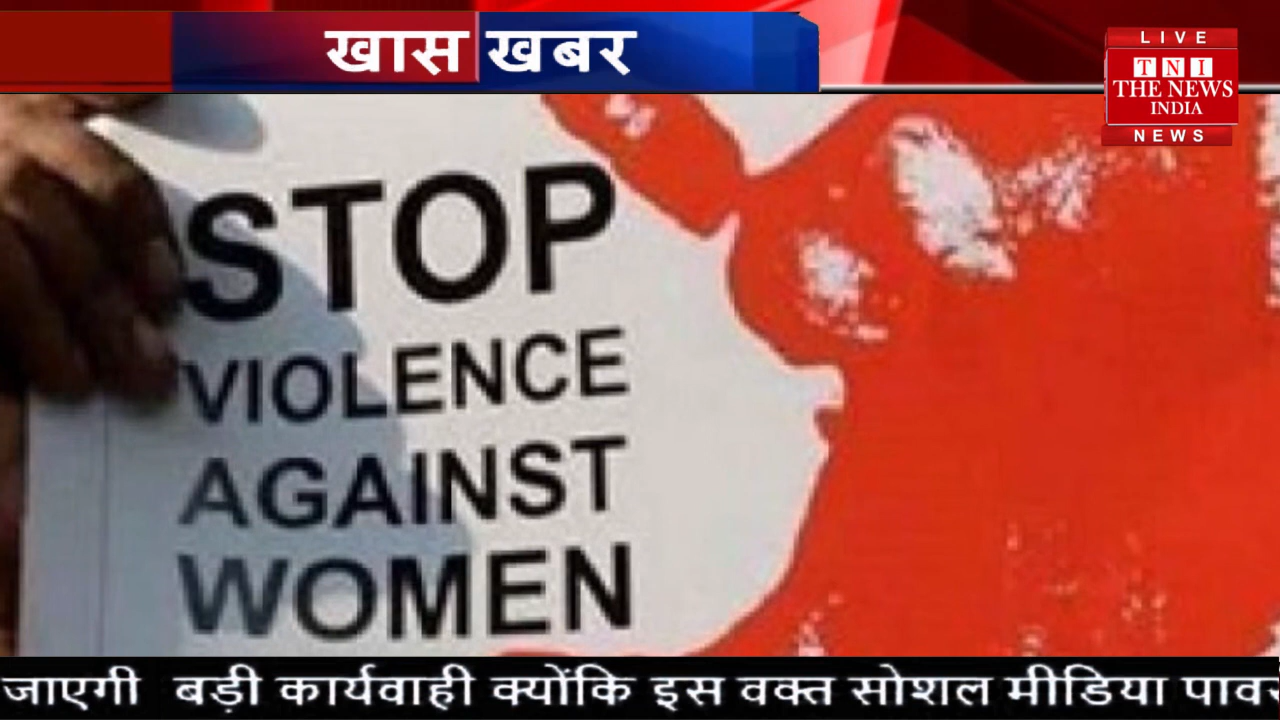 खास खबर
LIVE
TNI
THE NEWS
INDIA
NEWS
STOP
VIOLENCE
AGAINST
WOMEN
जाएगी बड़ी कार्यवाही क्योंकि इस वक्त सोशल मीडिया